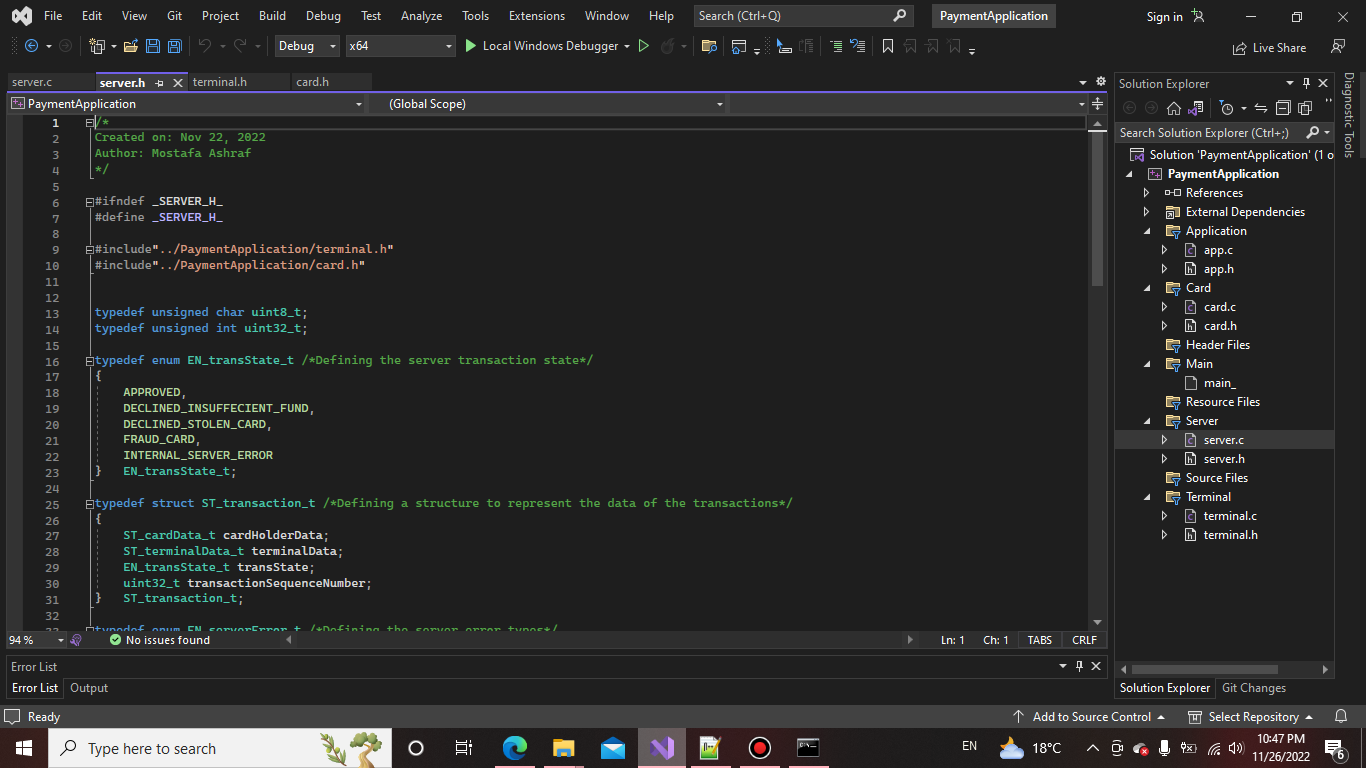 File Edit View Git Project Build Debug Test Analyze Tools Extensions Window Help Search (Ctrl+Q) PaymentApplication Sign in
Debug x64 Local Windows Debugger Live Share
server.c server.h terminal.h card.h
PaymentApplication (Global Scope)
1 /*
2 Created on: Nov 22, 2022
3 Author: Mostafa Ashraf
4 */
5
6 #ifndef _SERVER_H_
7 #define _SERVER_H_
8
9 #include"../PaymentApplication/terminal.h"
10 #include"../PaymentApplication/card.h"
11
12
13 typedef unsigned char uint8_t;
14 typedef unsigned int uint32_t;
15
16 typedef enum EN_transState_t /*Defining the server transaction state*/
17 {
18 APPROVED,
19 DECLINED_INSUFFECIENT_FUND,
20 DECLINED_STOLEN_CARD,
21 FRAUD_CARD,
22 INTERNAL_SERVER_ERROR
23 } EN_transState_t;
24
25 typedef struct ST_transaction_t /*Defining a structure to represent the data of the transactions*/
26 {
27 ST_cardData_t cardHolderData;
28 ST_terminalData_t terminalData;
29 EN_transState_t transState;
30 uint32_t transactionSequenceNumber;
31 } ST_transaction_t;
32
33 typedef enum EN_serverError_t /*Defining the server error types*/
94 % No issues found Ln: 1 Ch: 1 TABS CRLF
Error List
Error List Output
Solution Explorer
Search Solution Explorer (Ctrl+;)
Solution 'PaymentApplication' (1 o
PaymentApplication
References
External Dependencies
Application
app.c
app.h
Card
card.c
card.h
Header Files
Main
main_
Resource Files
Server
server.c
server.h
Source Files
Terminal
terminal.c
terminal.h
Solution Explorer Git Changes
Diagnostic Tools
Ready Add to Source Control Select Repository
Type here to search EN 18°C 10:47 PM
11/26/2022
6